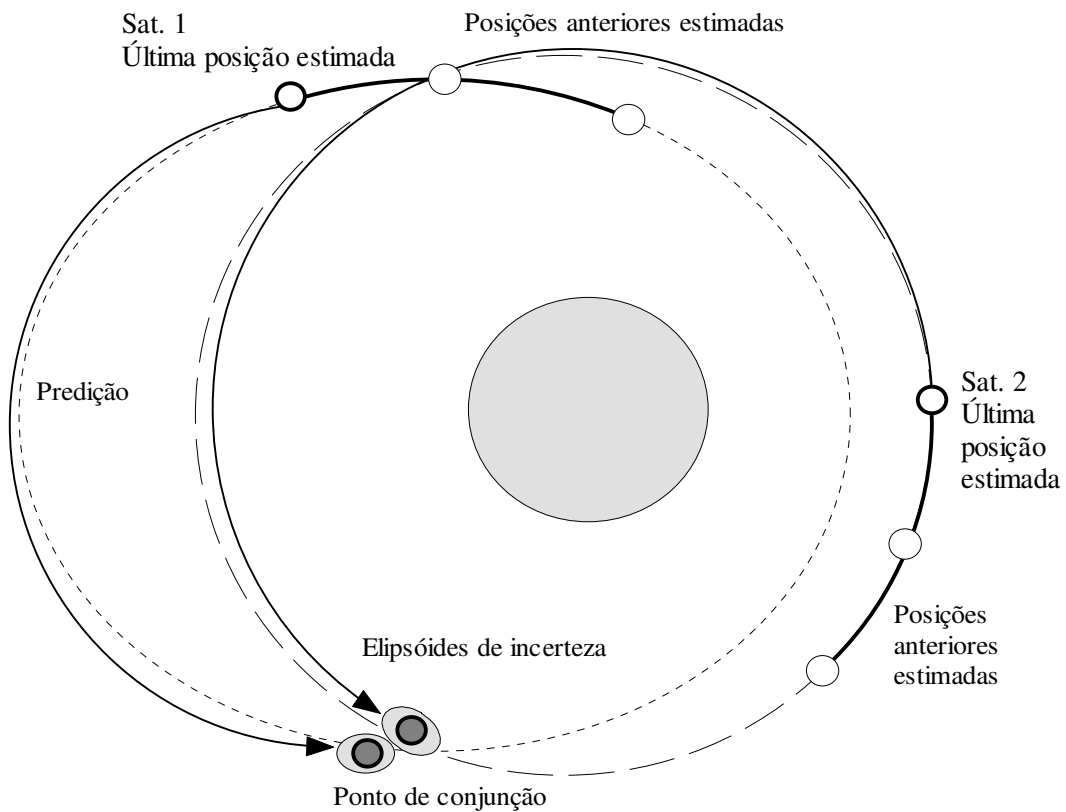 Sat. 1
Última posição estimada
Posições anteriores estimadas
Predição
Sat. 2
Última
posição
estimada
Posições
anteriores
estimadas
Elipsóides de incerteza
Ponto de conjunção